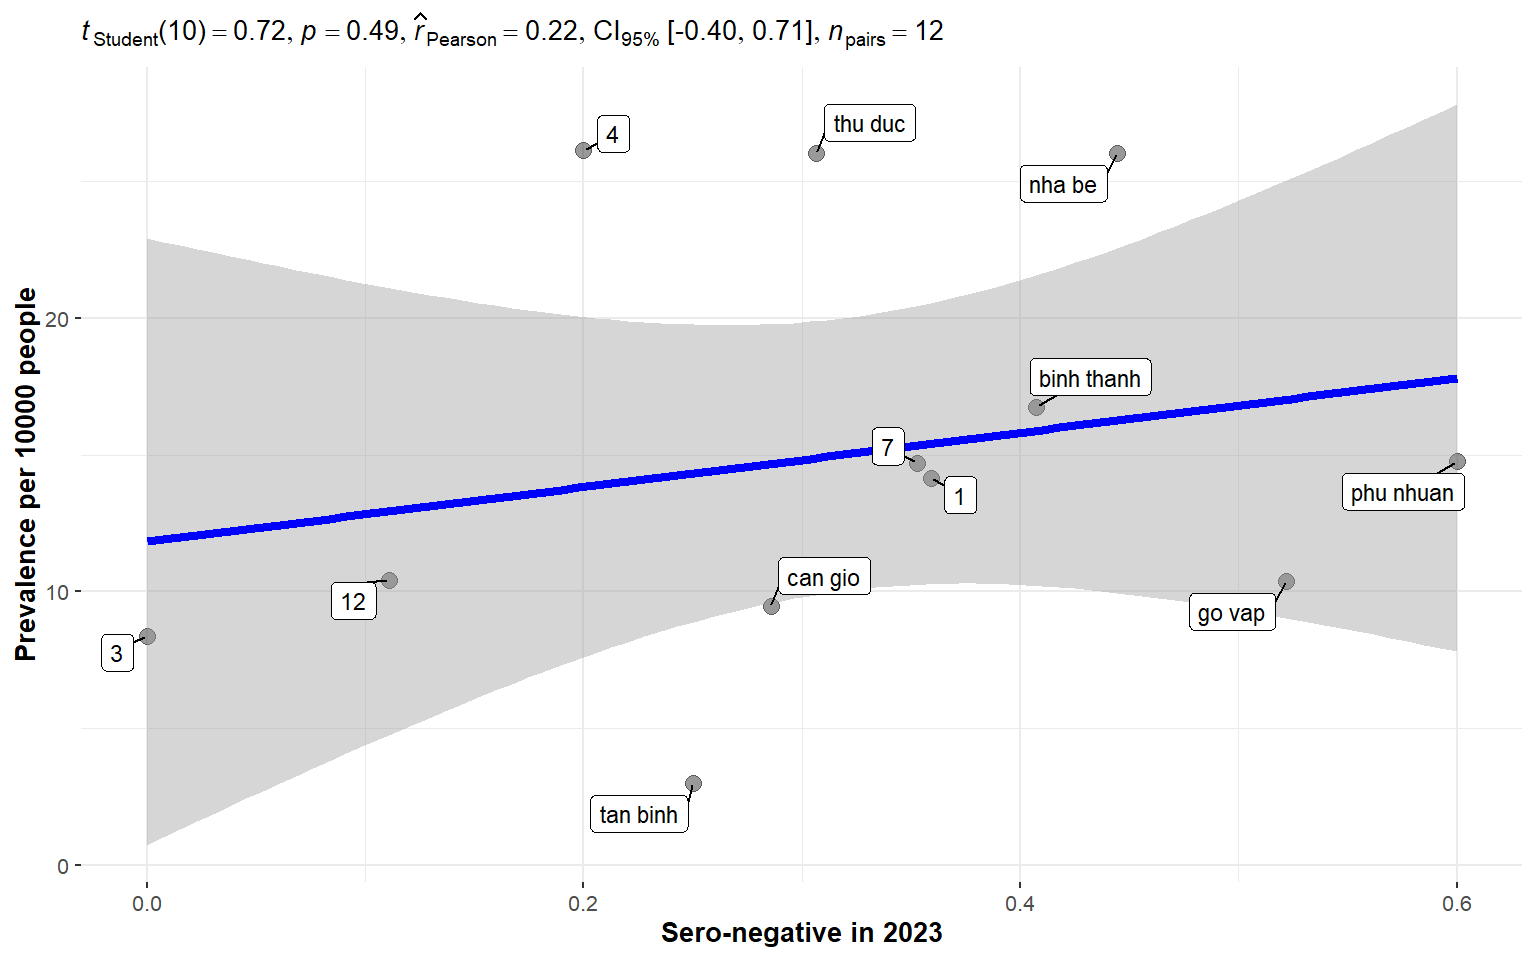 t Student(10) = 0.72, p = 0.49, r̂ Pearson = 0.22, CI95% [-0.40, 0.71], n pairs = 12
Prevalence per 10000 people
20
10
0
4
thu duc
nha be
binh thanh
7
1
phu nhuan
can gio
12
go vap
3
tan binh
0.0
0.2
0.4
0.6
Sero-negative in 2023